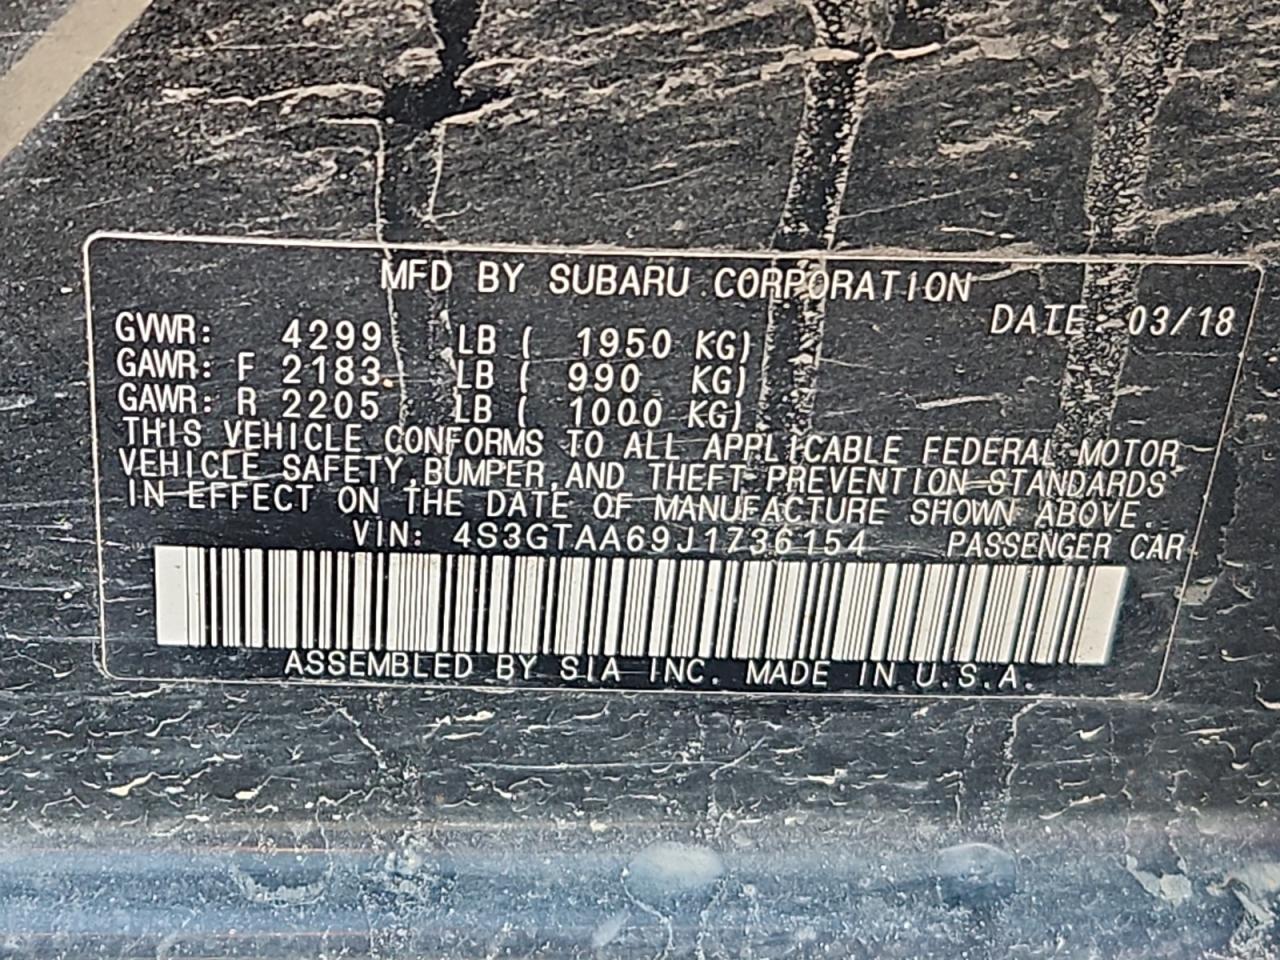 MFD BY SUBARU CORPORATION
DATE 03/18
GVWR: 4299 LB ( 1950 KG)
GAWR: F 2183 LB ( 990 KG)
GAWR: R 2205 LB ( 1000 KG)
THIS VEHICLE CONFORMS TO ALL APPLICABLE FEDERAL MOTOR
VEHICLE SAFETY, BUMPER, AND THEFT PREVENTION STANDARDS
IN EFFECT ON THE DATE OF MANUFACTURE SHOWN ABOVE.
VIN: 4S3GTAA69J1736154 PASSENGER CAR
ASSEMBLED BY SIA INC. MADE IN U.S.A.